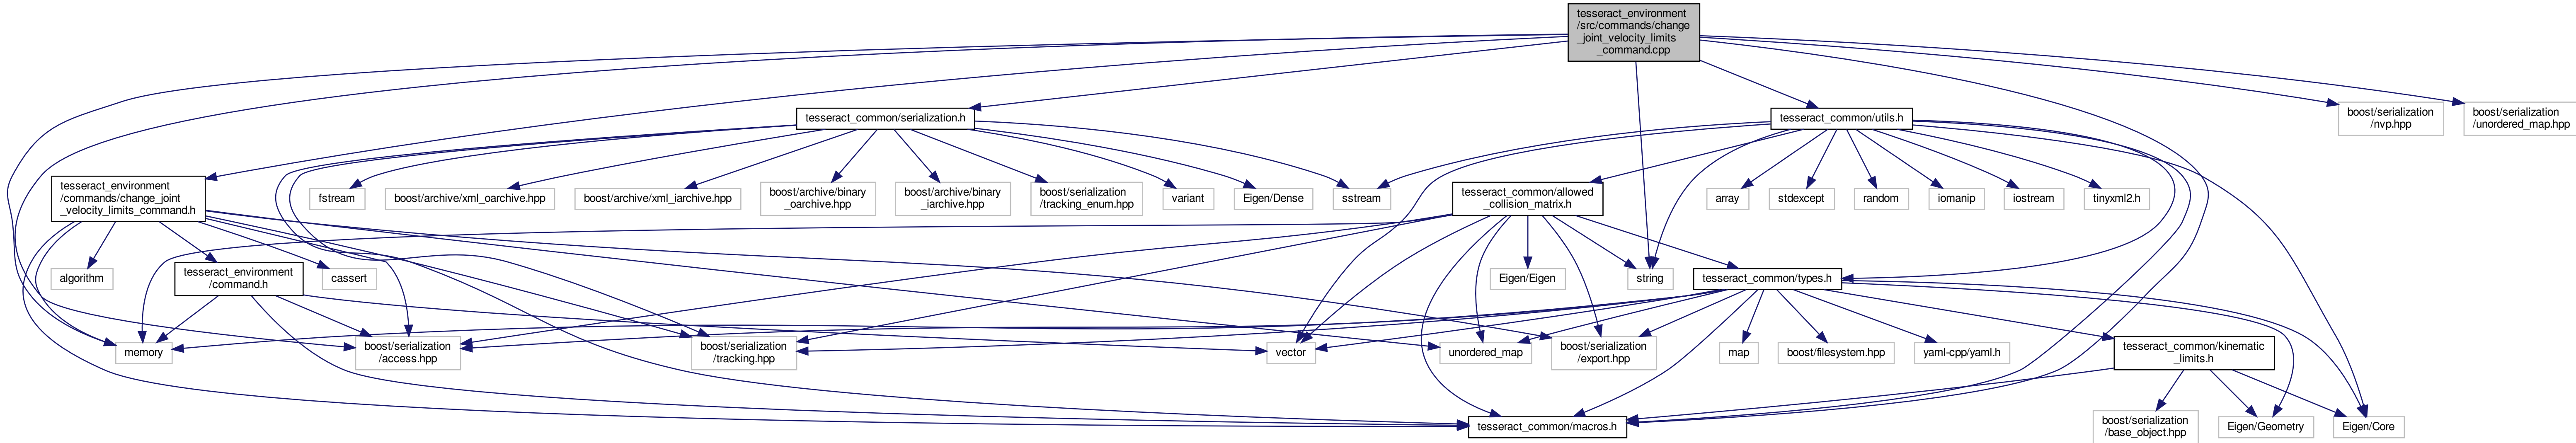 tesseract_environment
/src/commands/change
_joint_velocity_limits
_command.cpp
tesseract_common/serialization.h
tesseract_common/utils.h
boost/serialization
/nvp.hpp
boost/serialization
/unordered_map.hpp
tesseract_environment
/commands/change_joint
_velocity_limits_command.h
fstream
boost/archive/xml_oarchive.hpp
boost/archive/xml_iarchive.hpp
boost/archive/binary
_oarchive.hpp
boost/archive/binary
_iarchive.hpp
boost/serialization
/tracking_enum.hpp
variant
Eigen/Dense
sstream
tesseract_common/allowed
_collision_matrix.h
array
stdexcept
random
iomanip
iostream
tinyxml2.h
algorithm
tesseract_environment
/command.h
cassert
Eigen/Eigen
string
tesseract_common/types.h
memory
boost/serialization
/access.hpp
boost/serialization
/tracking.hpp
vector
unordered_map
boost/serialization
/export.hpp
map
boost/filesystem.hpp
yaml-cpp/yaml.h
tesseract_common/kinematic
_limits.h
tesseract_common/macros.h
boost/serialization
/base_object.hpp
Eigen/Geometry
Eigen/Core